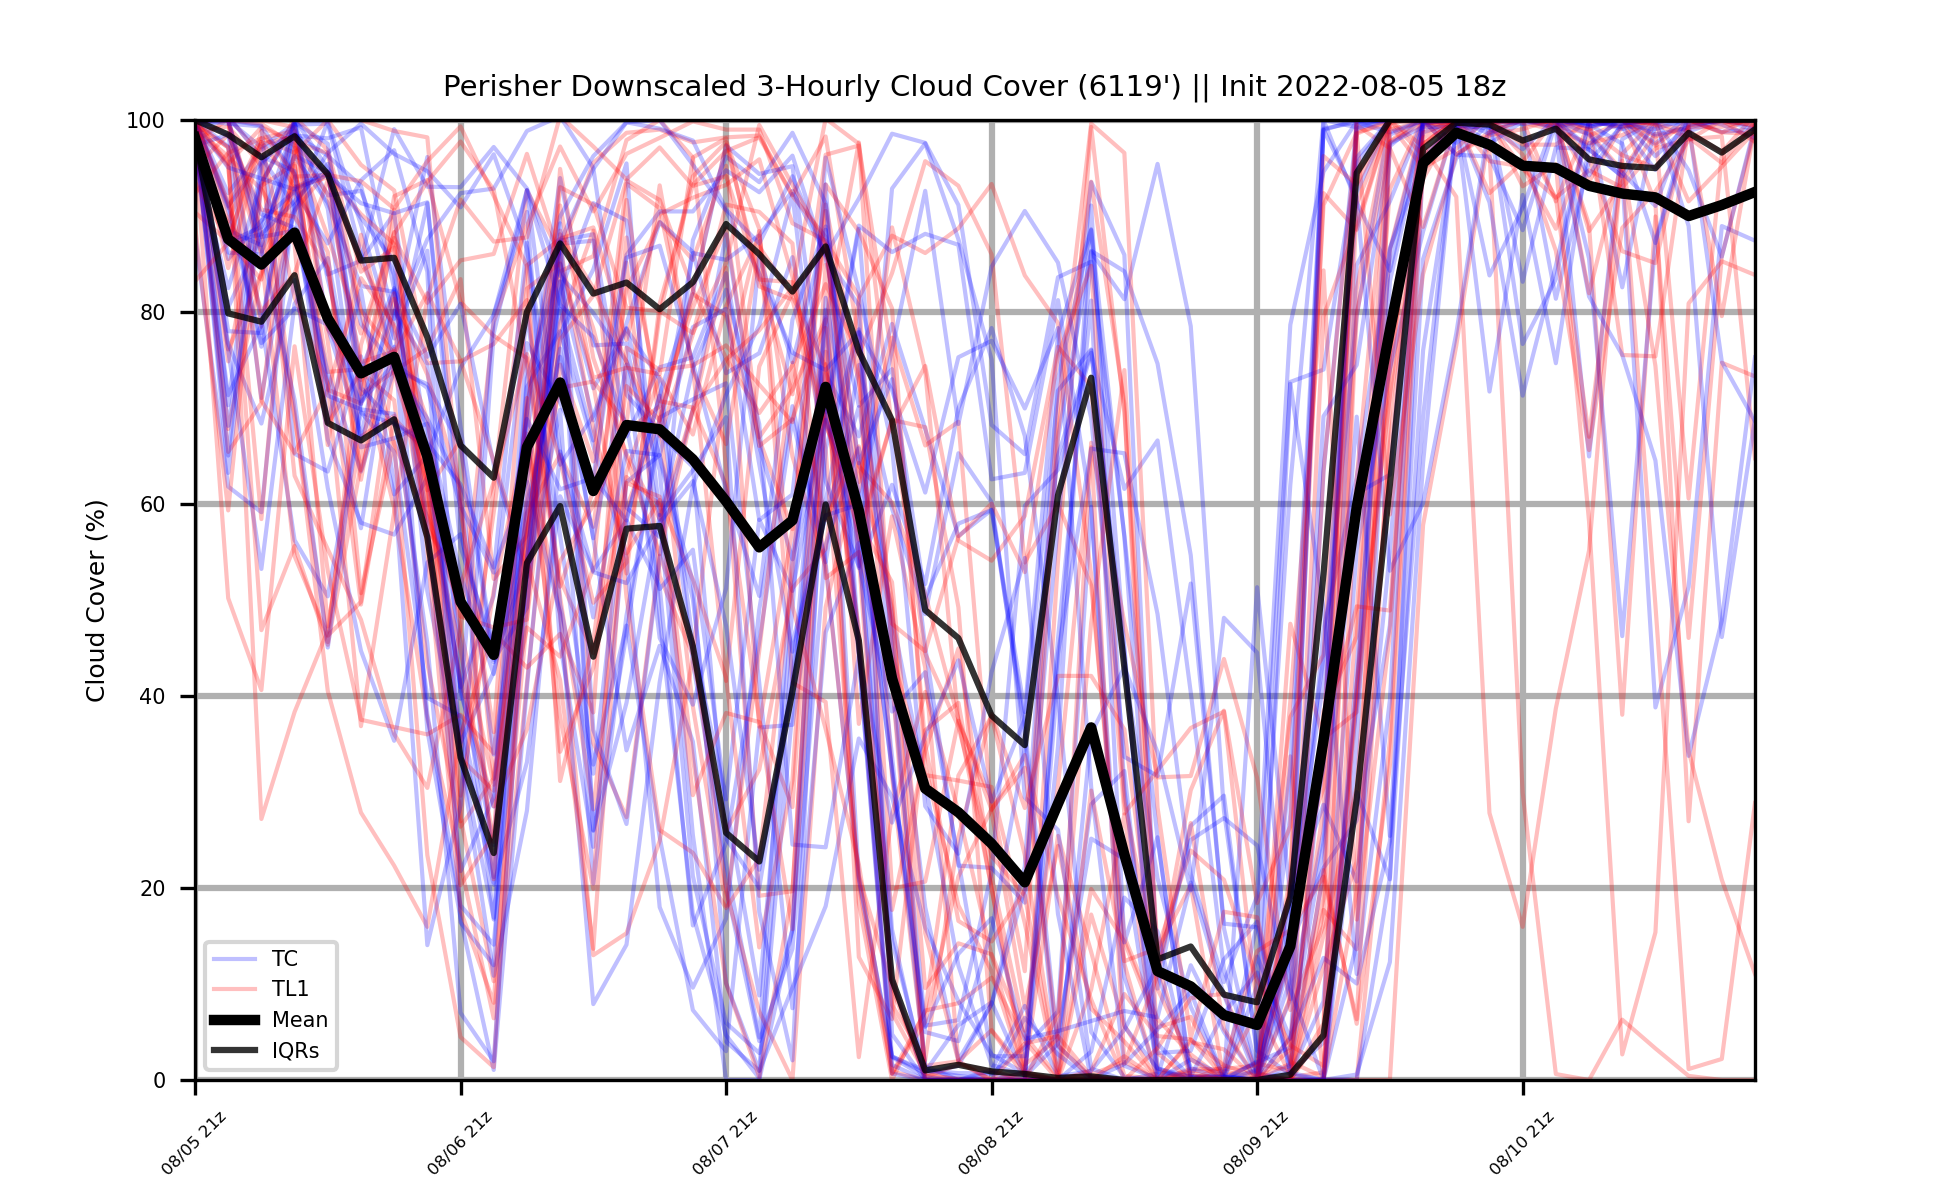 Perisher Downscaled 3-Hourly Cloud Cover (6119') || Init 2022-08-05 18z
Cloud Cover (%)
100
80
60
40
20
0
TC
TL1
Mean
IQRs
08/05 21z
08/06 21z
08/07 21z
08/08 21z
08/09 21z
08/10 21z